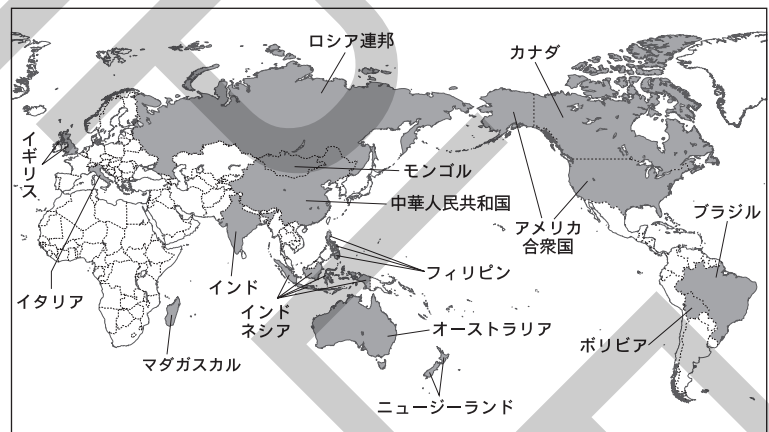 ロシア連邦
カナダ
イギリス
モンゴル
中華人民共和国
アメリカ
合衆国
ブラジル
イタリア
インド
インド
ネシア
フィリピン
オーストラリア
ボリビア
マダガスカル
ニュージーランド